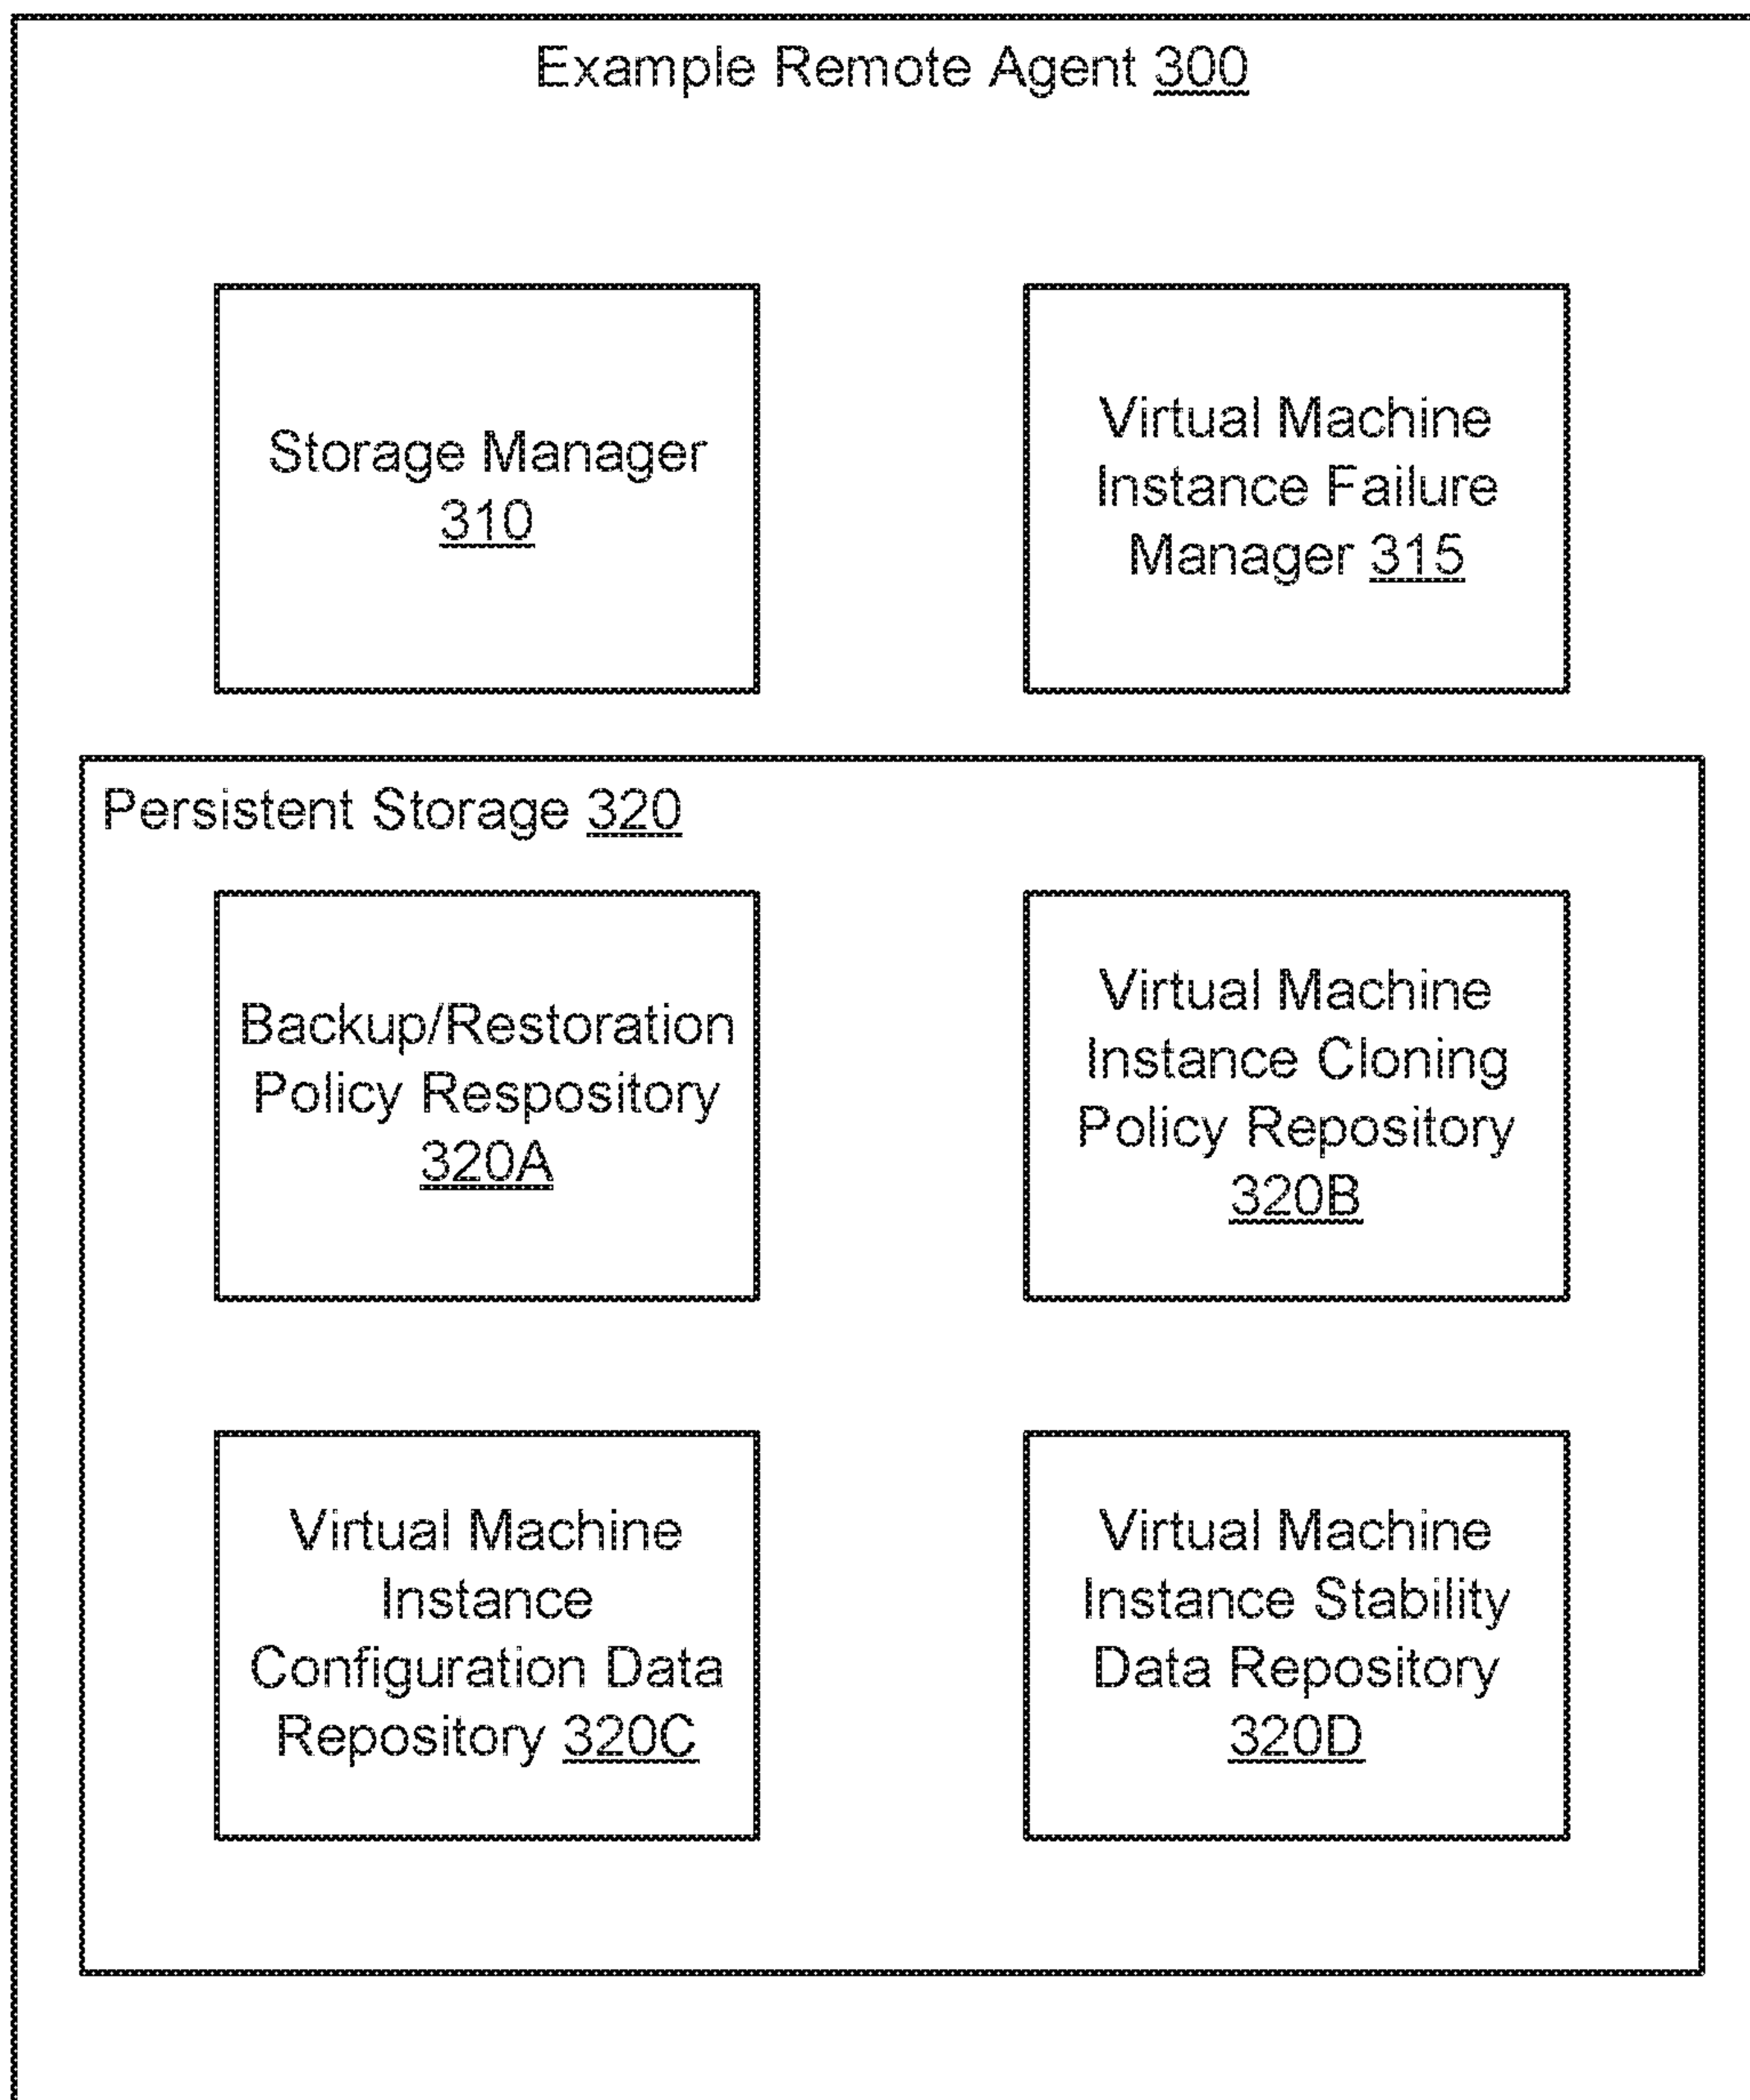 Example Remote Agent 300
Storage Manager
310
Virtual Machine
Instance Failure
Manager 315
Persistent Storage 320
Backup/Restoration
Policy Respository
320A
Virtual Machine
Instance Cloning
Policy Repository
320B
Virtual Machine
Instance
Configuration Data
Repository 320C
Virtual Machine
Instance Stability
Data Repository
320D